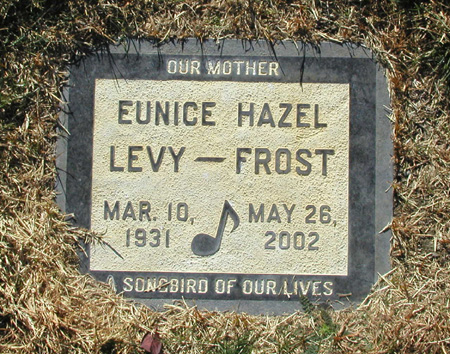 OUR MOTHER
EUNICE HAZEL
LEVY — FROST
MAR. 10, MAY 26,
1931 2002
A SONGBIRD OF OUR LIVES